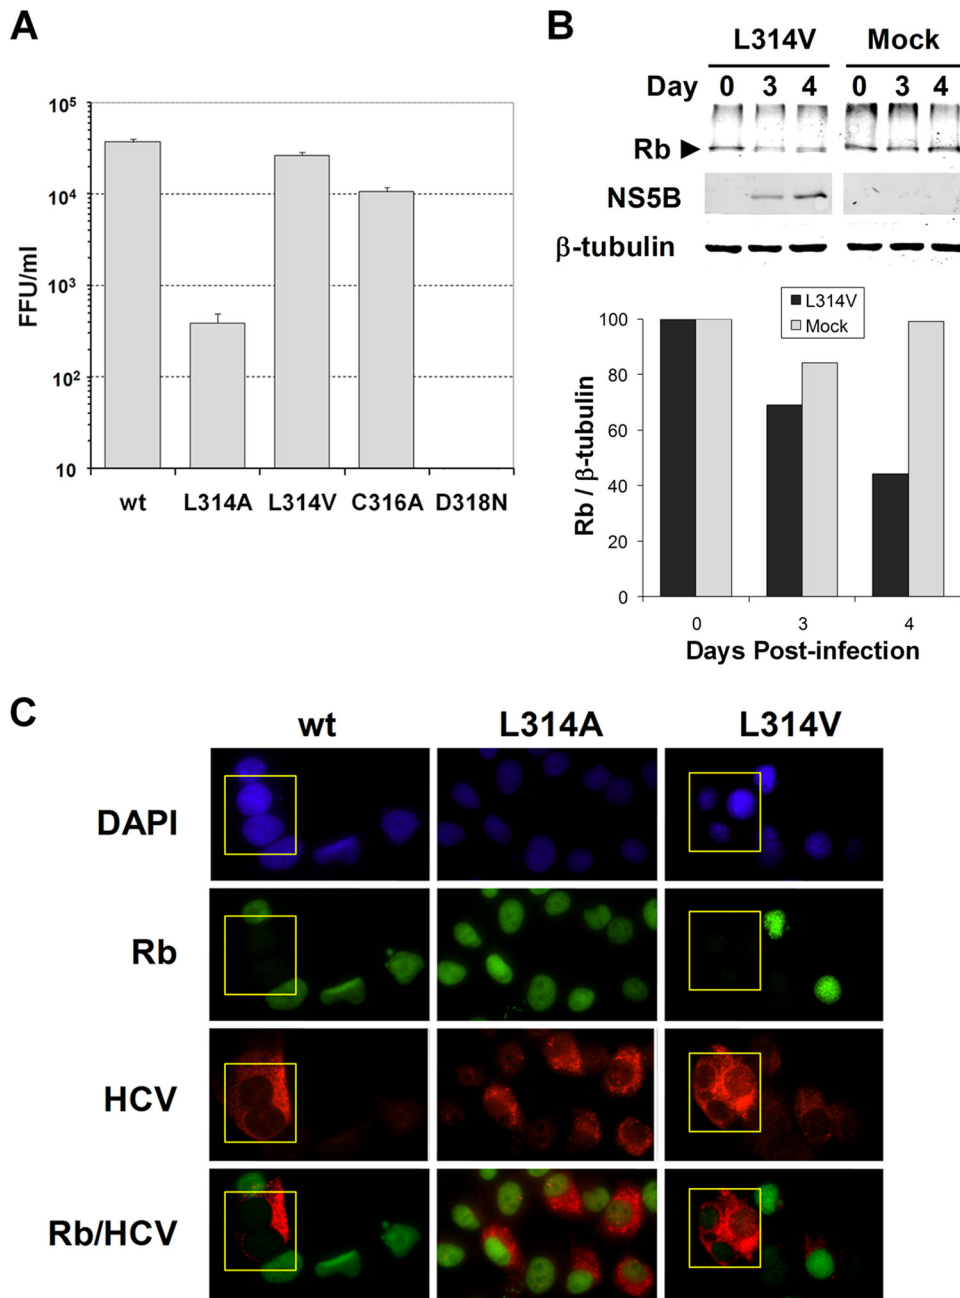 A
10⁵
10⁴
10³
10²
10
FFU/ml
wt L314A L314V C316A D318N
B
L314V Mock
Day 0 3 4 0 3 4
Rb
NS5B
β-tubulin
L314V
Mock
100
80
60
40
20
0
Rb / β-tubulin
0 3 4
Days Post-infection
C
wt L314A L314V
DAPI
Rb
HCV
Rb/HCV